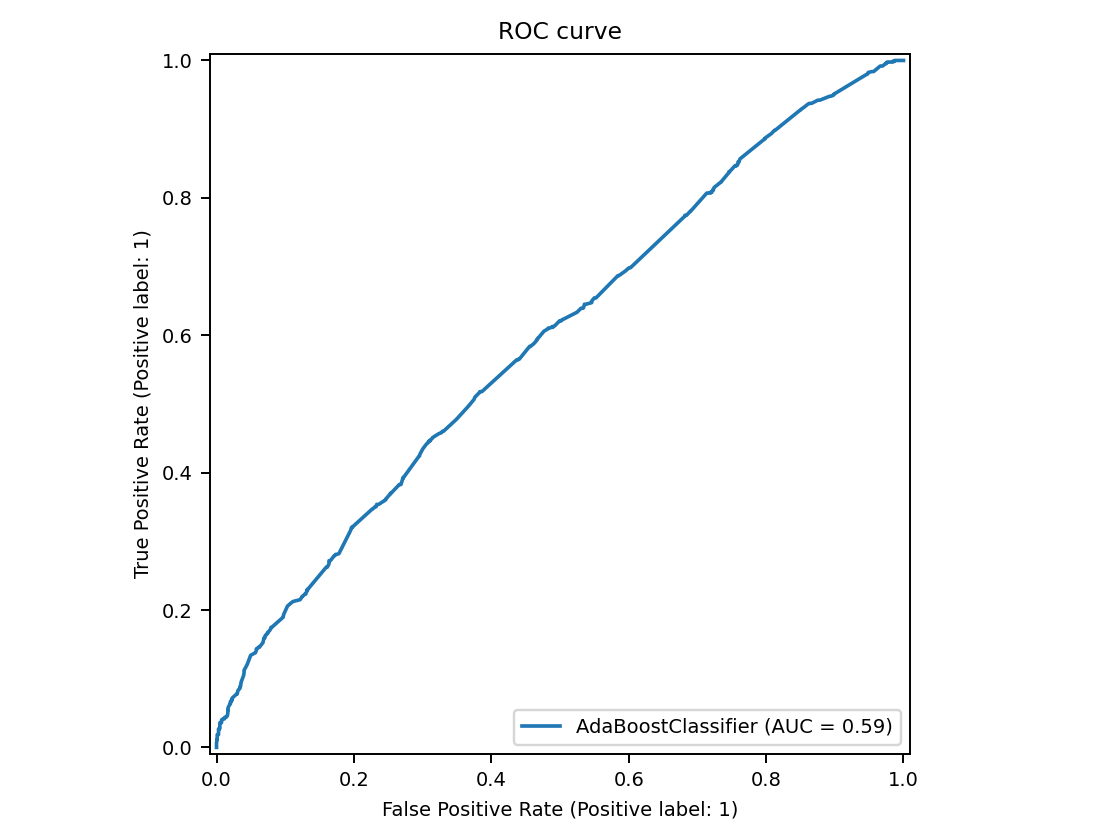 ROC curve
True Positive Rate (Positive label: 1)
1.0
0.8
0.6
0.4
0.2
0.0
AdaBoostClassifier (AUC = 0.59)
0.0 0.2 0.4 0.6 0.8 1.0
False Positive Rate (Positive label: 1)